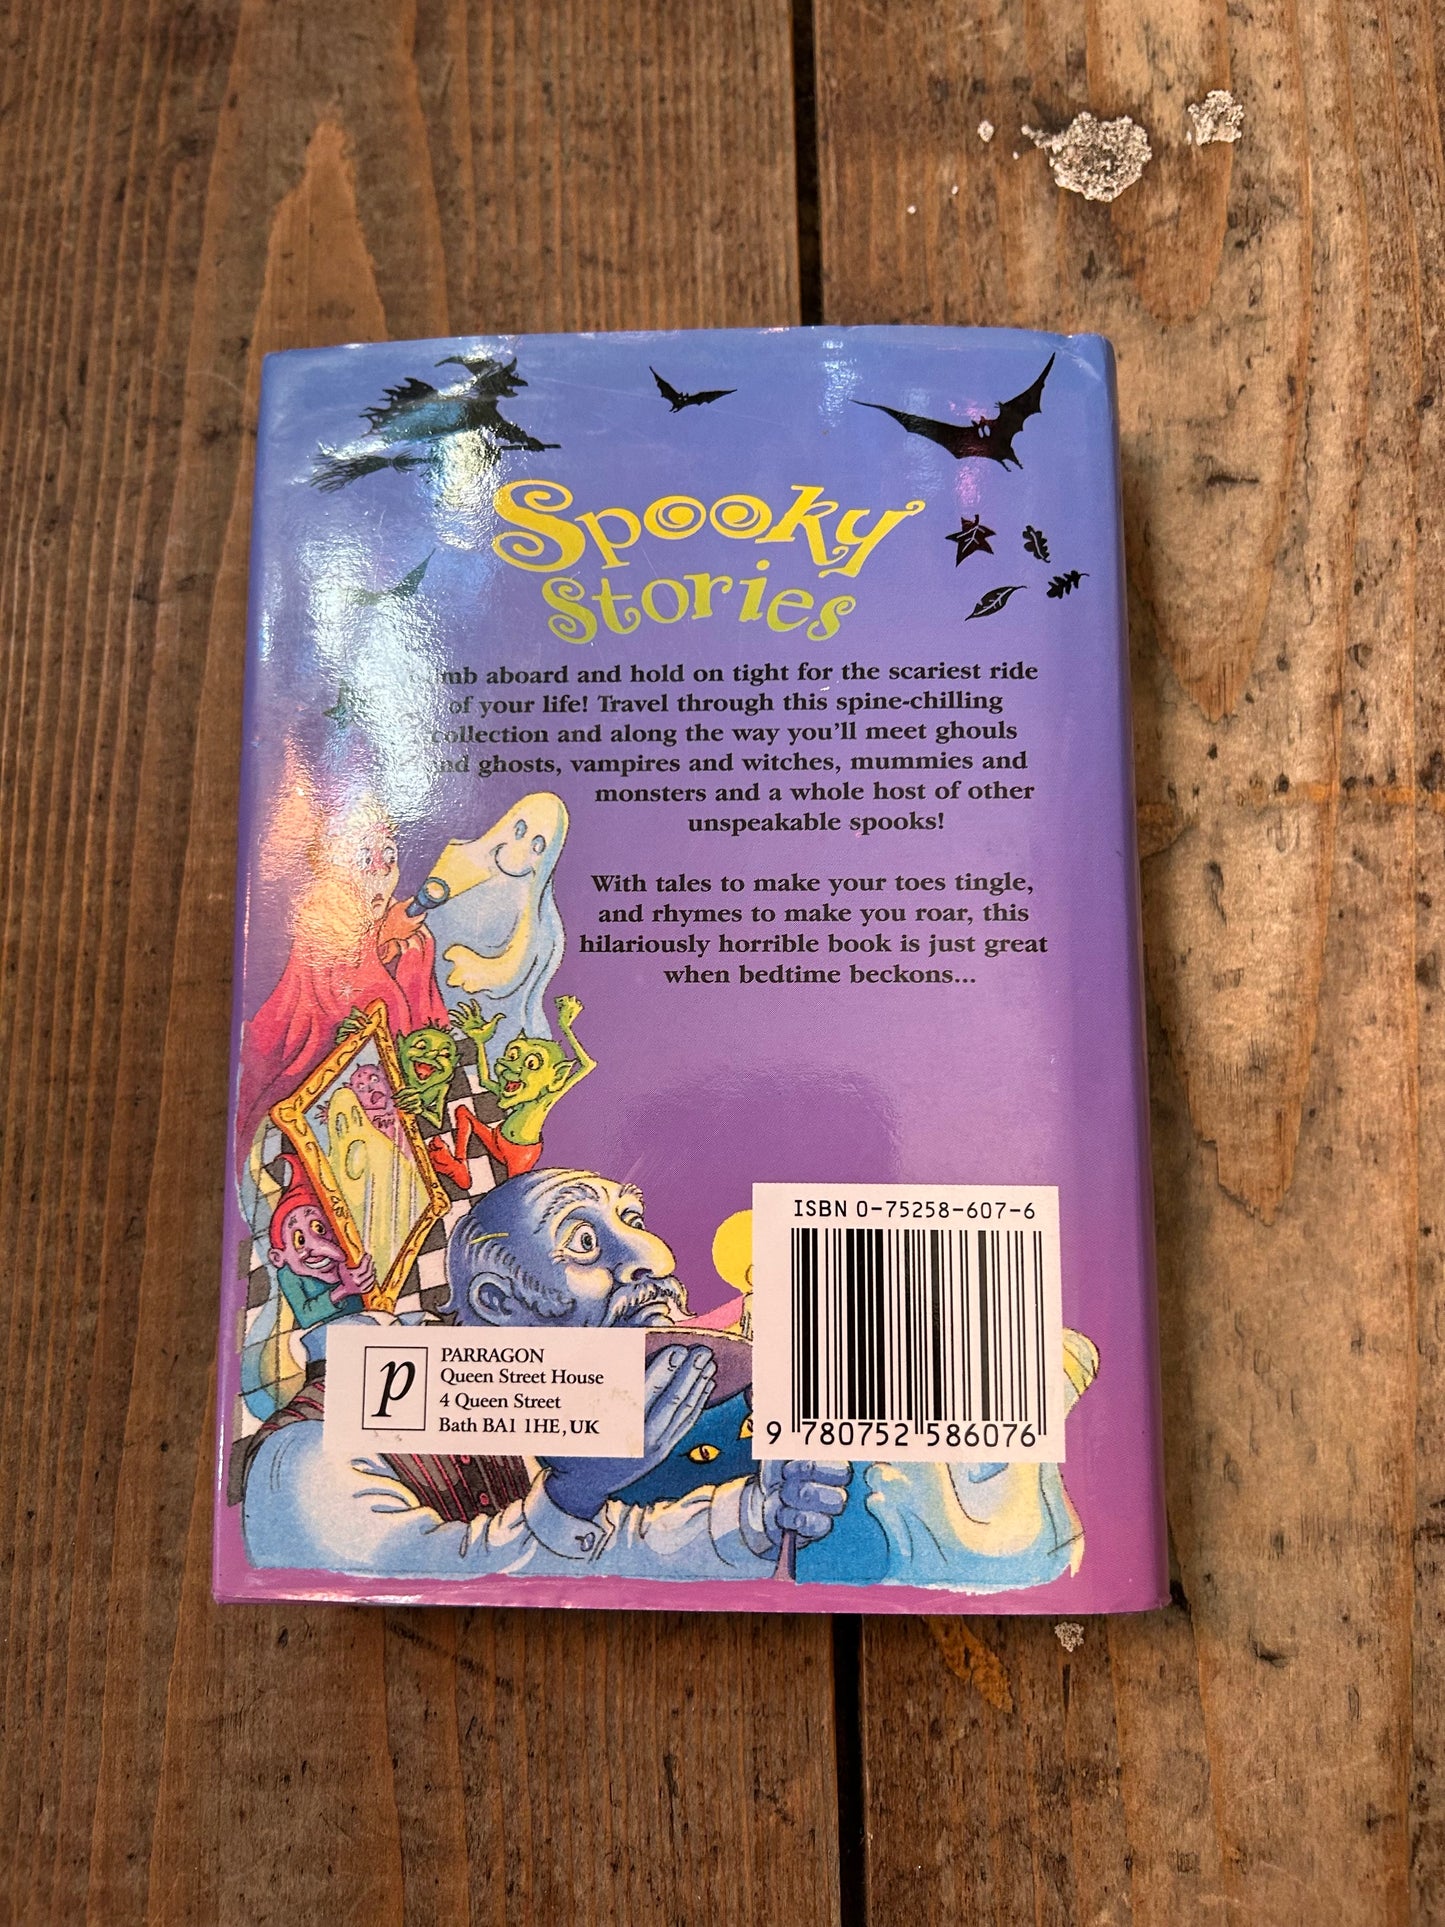 Spooky
Stories
Climb aboard and hold on tight for the scariest ride
of your life! Travel through this spine-chilling
collection and along the way you'll meet ghouls
and ghosts, vampires and witches, mummies and
monsters and a whole host of other
unspeakable spooks!
With tales to make your toes tingle,
and rhymes to make you roar, this
hilariously horrible book is just great
when bedtime beckons...
ISBN 0-75258-607-6
9 780752 586076
p
PARRAGON
Queen Street House
4 Queen Street
Bath BA1 1HE, UK